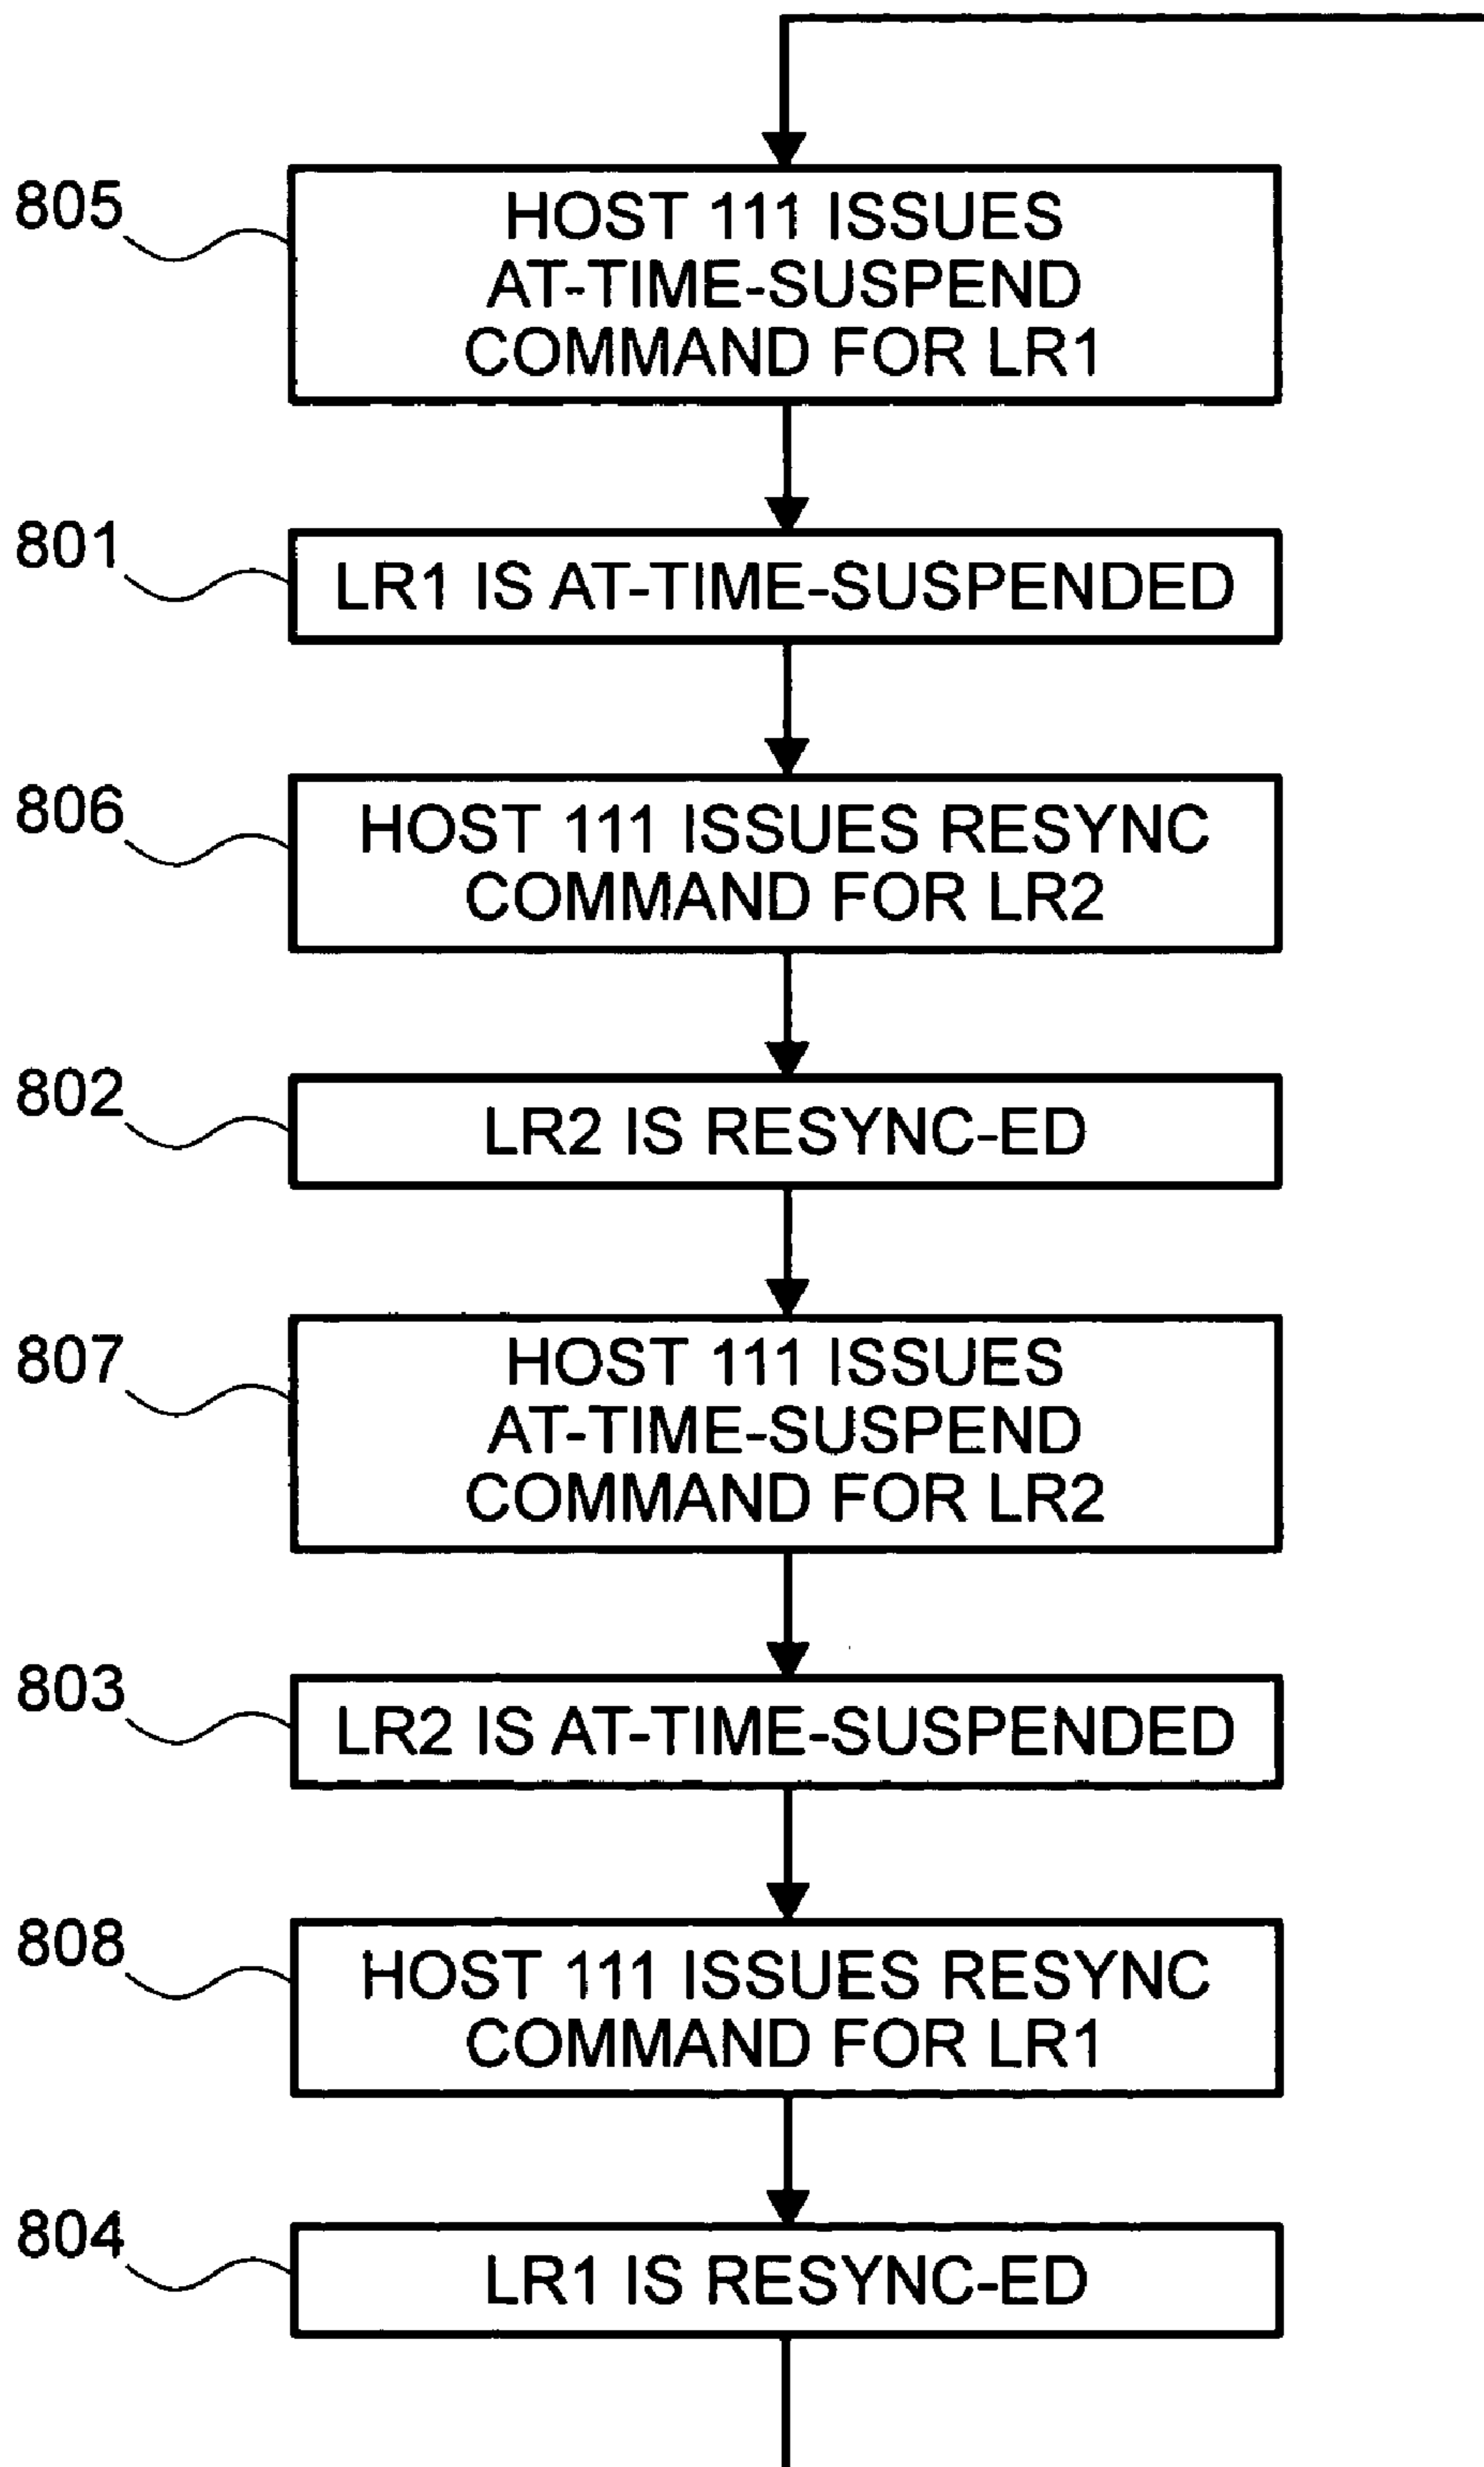 805
HOST 111 ISSUES
AT-TIME-SUSPEND
COMMAND FOR LR1
801
LR1 IS AT-TIME-SUSPENDED
806
HOST 111 ISSUES RESYNC
COMMAND FOR LR2
802
LR2 IS RESYNC-ED
807
HOST 111 ISSUES
AT-TIME-SUSPEND
COMMAND FOR LR2
803
LR2 IS AT-TIME-SUSPENDED
808
HOST 111 ISSUES RESYNC
COMMAND FOR LR1
804
LR1 IS RESYNC-ED